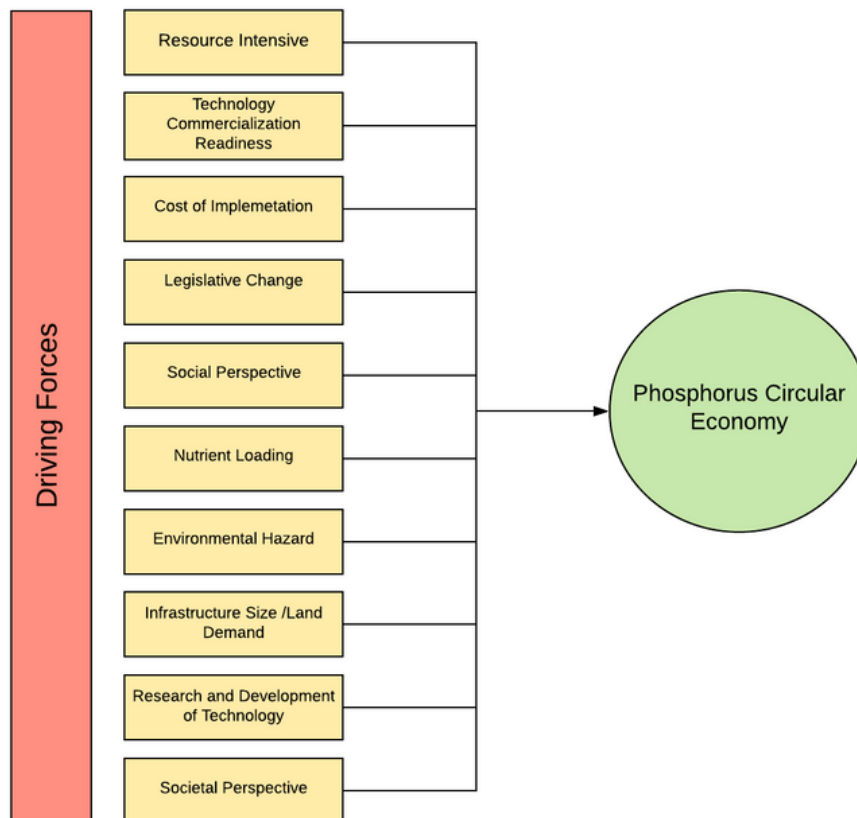 Driving Forces
Resource Intensive
Technology
Commercialization
Readiness
Cost of Implemetation
Legislative Change
Social Perspective
Nutrient Loading
Environmental Hazard
Infrastructure Size /Land
Demand
Research and Development
of Technology
Societal Perspective
Phosphorus Circular
Economy